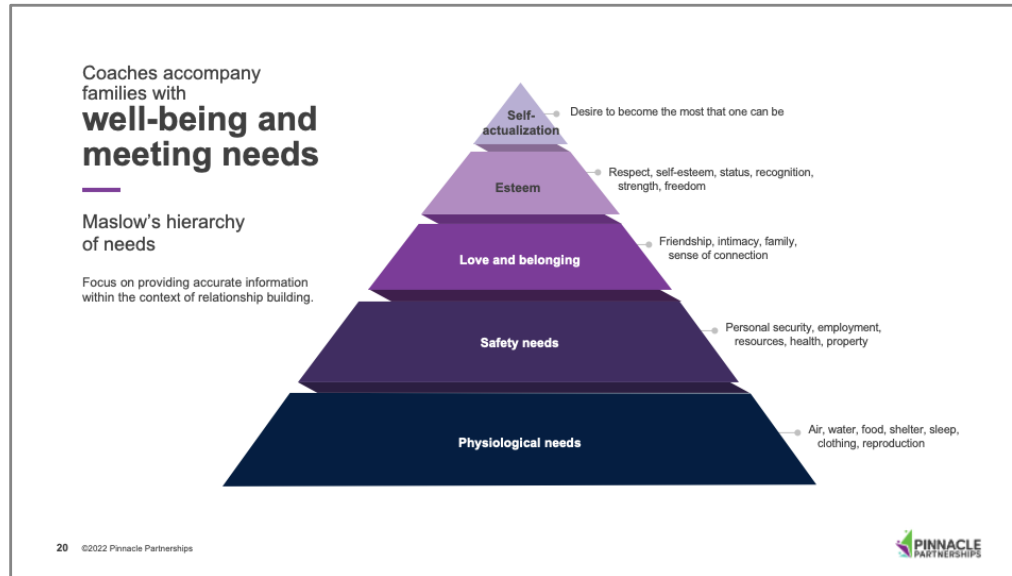 Coaches accompany
families with
well-being and
meeting needs
Maslow's hierarchy
of needs
Focus on providing accurate information
within the context of relationship building.
Self-
actualization
Desire to become the most that one can be
Esteem
Respect, self-esteem, status, recognition,
strength, freedom
Love and belonging
Friendship, intimacy, family,
sense of connection
Safety needs
Personal security, employment,
resources, health, property
Physiological needs
Air, water, food, shelter, sleep,
clothing, reproduction
20 ©2022 Pinnacle Partnerships
PINNACLE
PARTNERSHIPS